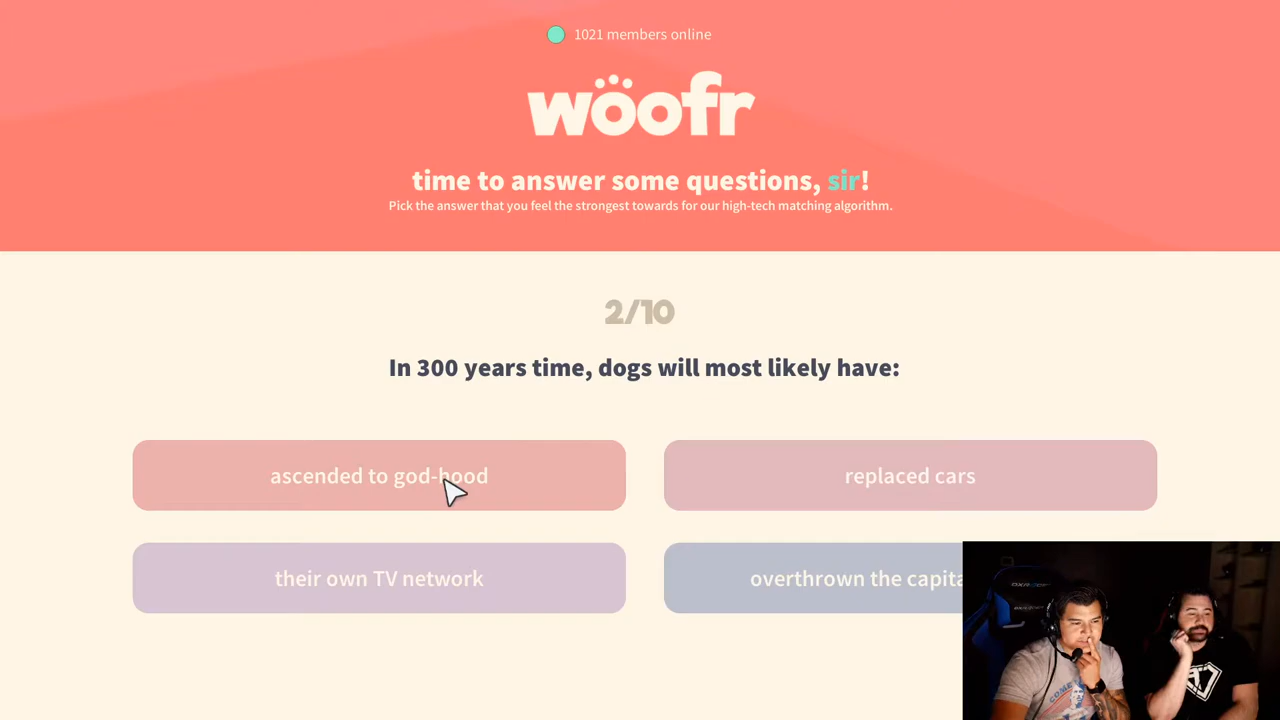 1021 members online
wöofr
time to answer some questions, sir!
Pick the answer that you feel the strongest towards for our high-tech matching algorithm.
2/10
In 300 years time, dogs will most likely have:
ascended to god-hood
replaced cars
their own TV network
overthrown the capita